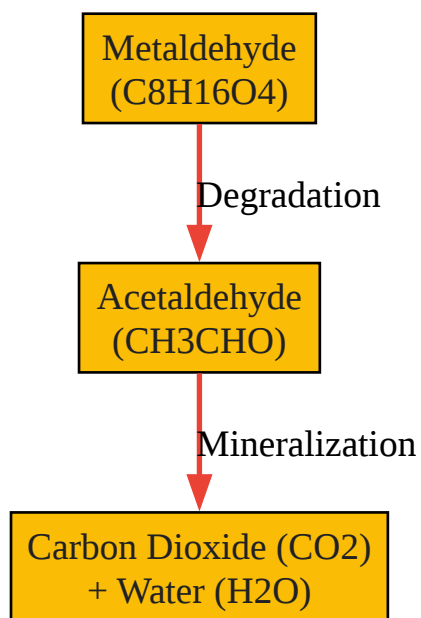 Metaldehyde
(C8H16O4)
Degradation
Acetaldehyde
(CH3CHO)
Mineralization
Carbon Dioxide (CO2)
+ Water (H2O)